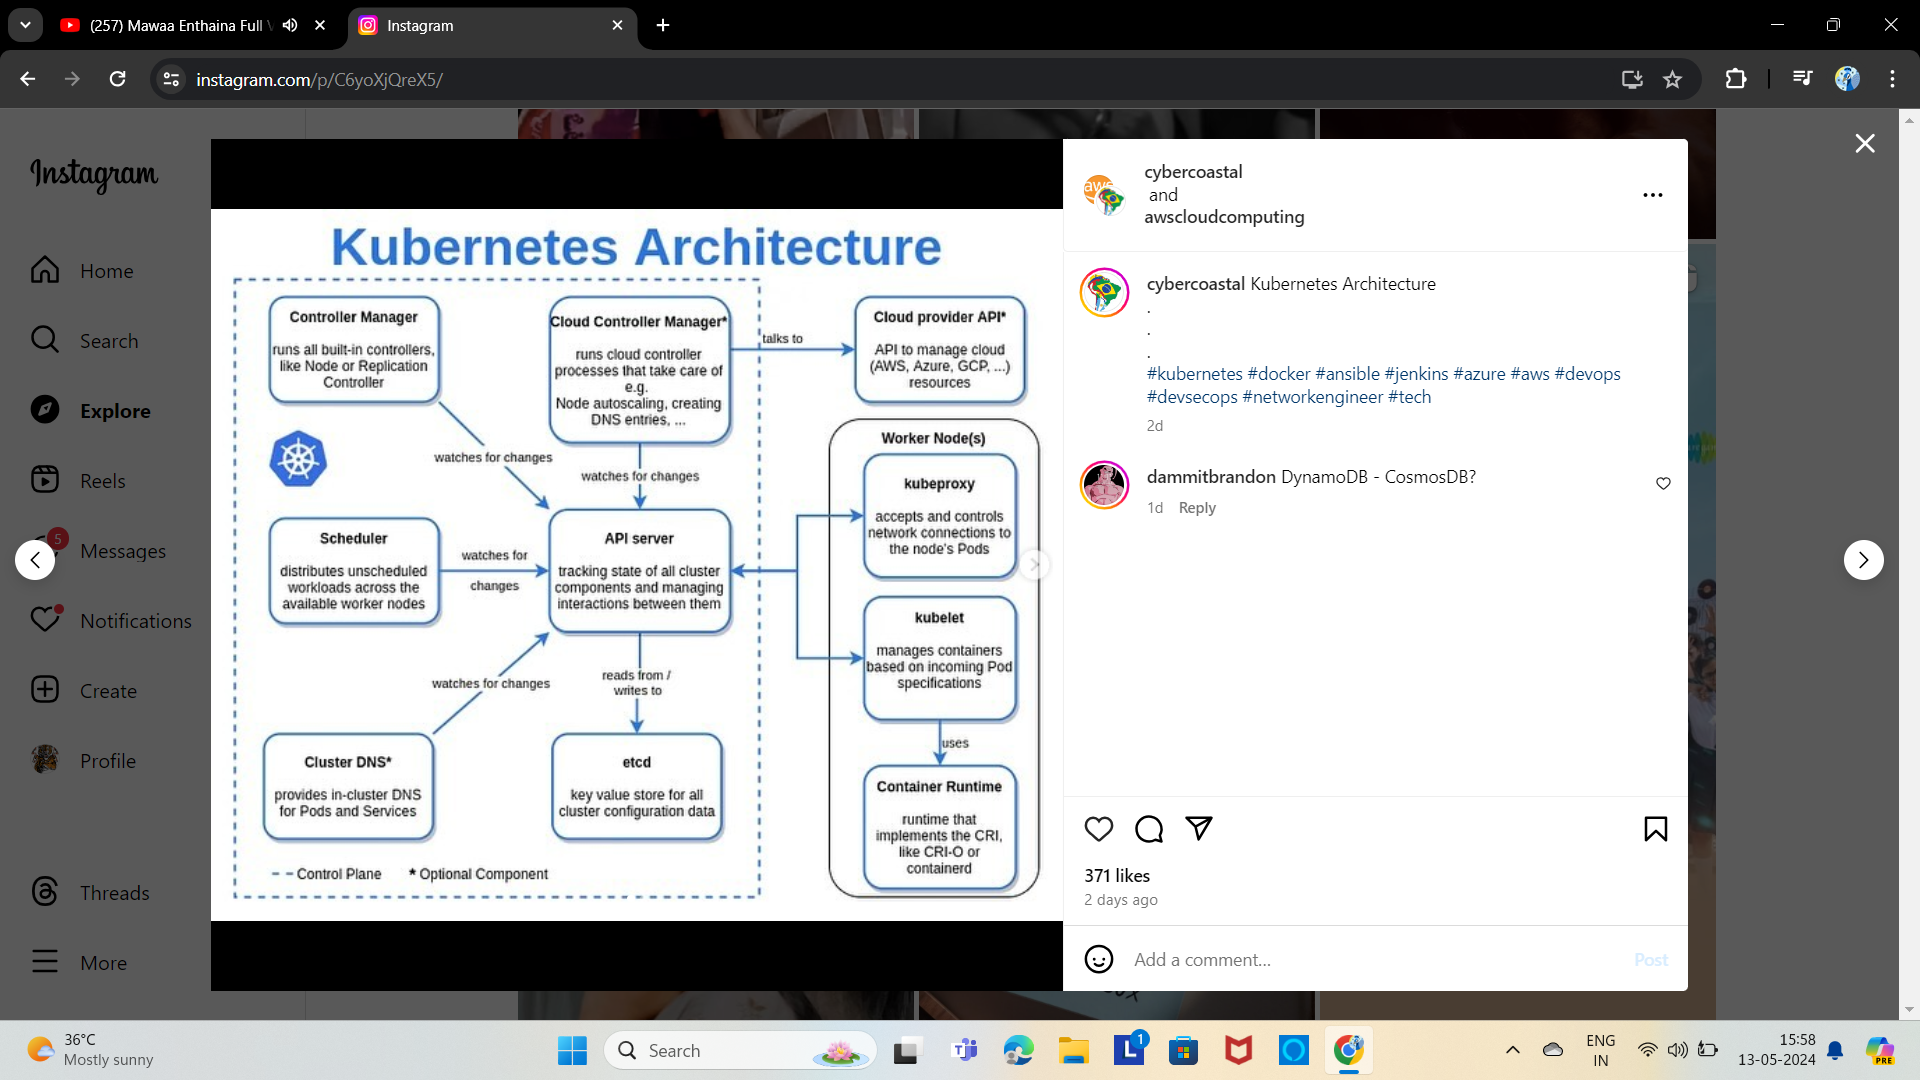 (257) Mawaa Enthaina Full
Instagram
instagram.com/p/C6yoXjQreX5/
Instagram
Home
Search
Explore
Reels
5
Messages
Notifications
Create
Profile
Threads
More
Kubernetes Architecture
Controller Manager
runs all built-in controllers,
like Node or Replication
Controller
Cloud Controller Manager*
runs cloud controller
processes that take care of
e.g.
Node autoscaling, creating
DNS entries, ...
talks to
Cloud provider API*
API to manage cloud
(AWS, Azure, GCP, ...)
resources
watches for changes
watches for changes
Scheduler
distributes unscheduled
workloads across the
available worker nodes
watches for
changes
API server
tracking state of all cluster
components and managing
interactions between them
watches for changes
reads from /
writes to
Cluster DNS*
provides in-cluster DNS
for Pods and Services
etcd
key value store for all
cluster configuration data
Control Plane
* Optional Component
Worker Node(s)
kubeproxy
accepts and controls
network connections to
the node's Pods
kubelet
manages containers
based on incoming Pod
specifications
uses
Container Runtime
runtime that
implements the CRI,
like CRI-O or
containerd
aws
cybercoastal
and
awscloudcomputing
cybercoastal Kubernetes Architecture
.
.
.
#kubernetes #docker #ansible #jenkins #azure #aws #devops
#devsecops #networkengineer #tech
2d
dammitbrandon DynamoDB - CosmosDB?
1d Reply
371 likes
2 days ago
Add a comment...
Post
36°C
Mostly sunny
Search
L
1
ENG
IN
15:58
13-05-2024
PRE